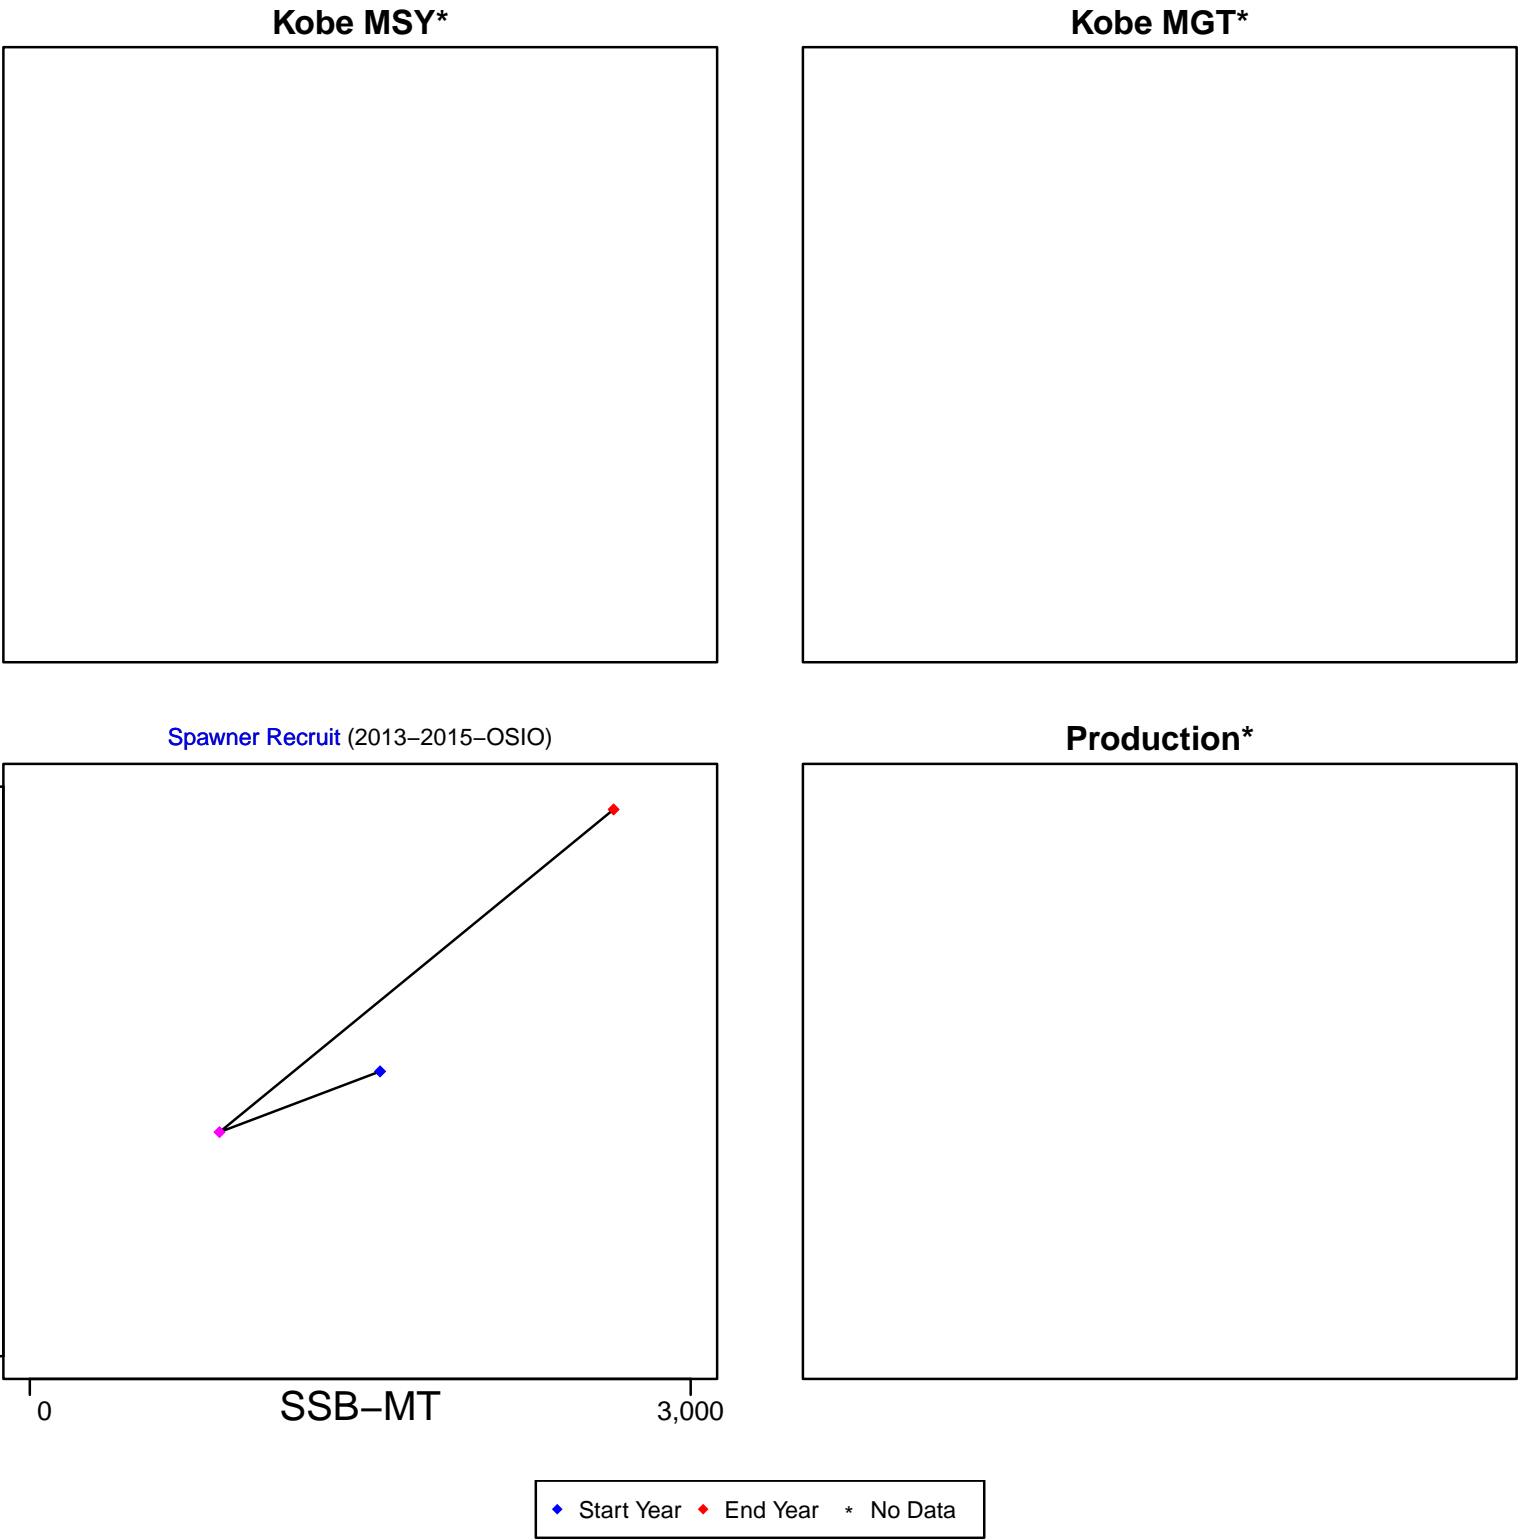 Kobe MSY*
Kobe MGT*
Spawner Recruit (2013−2015−OSIO)
Production*
0
SSB−MT
3,000
Start Year
End Year
* No Data